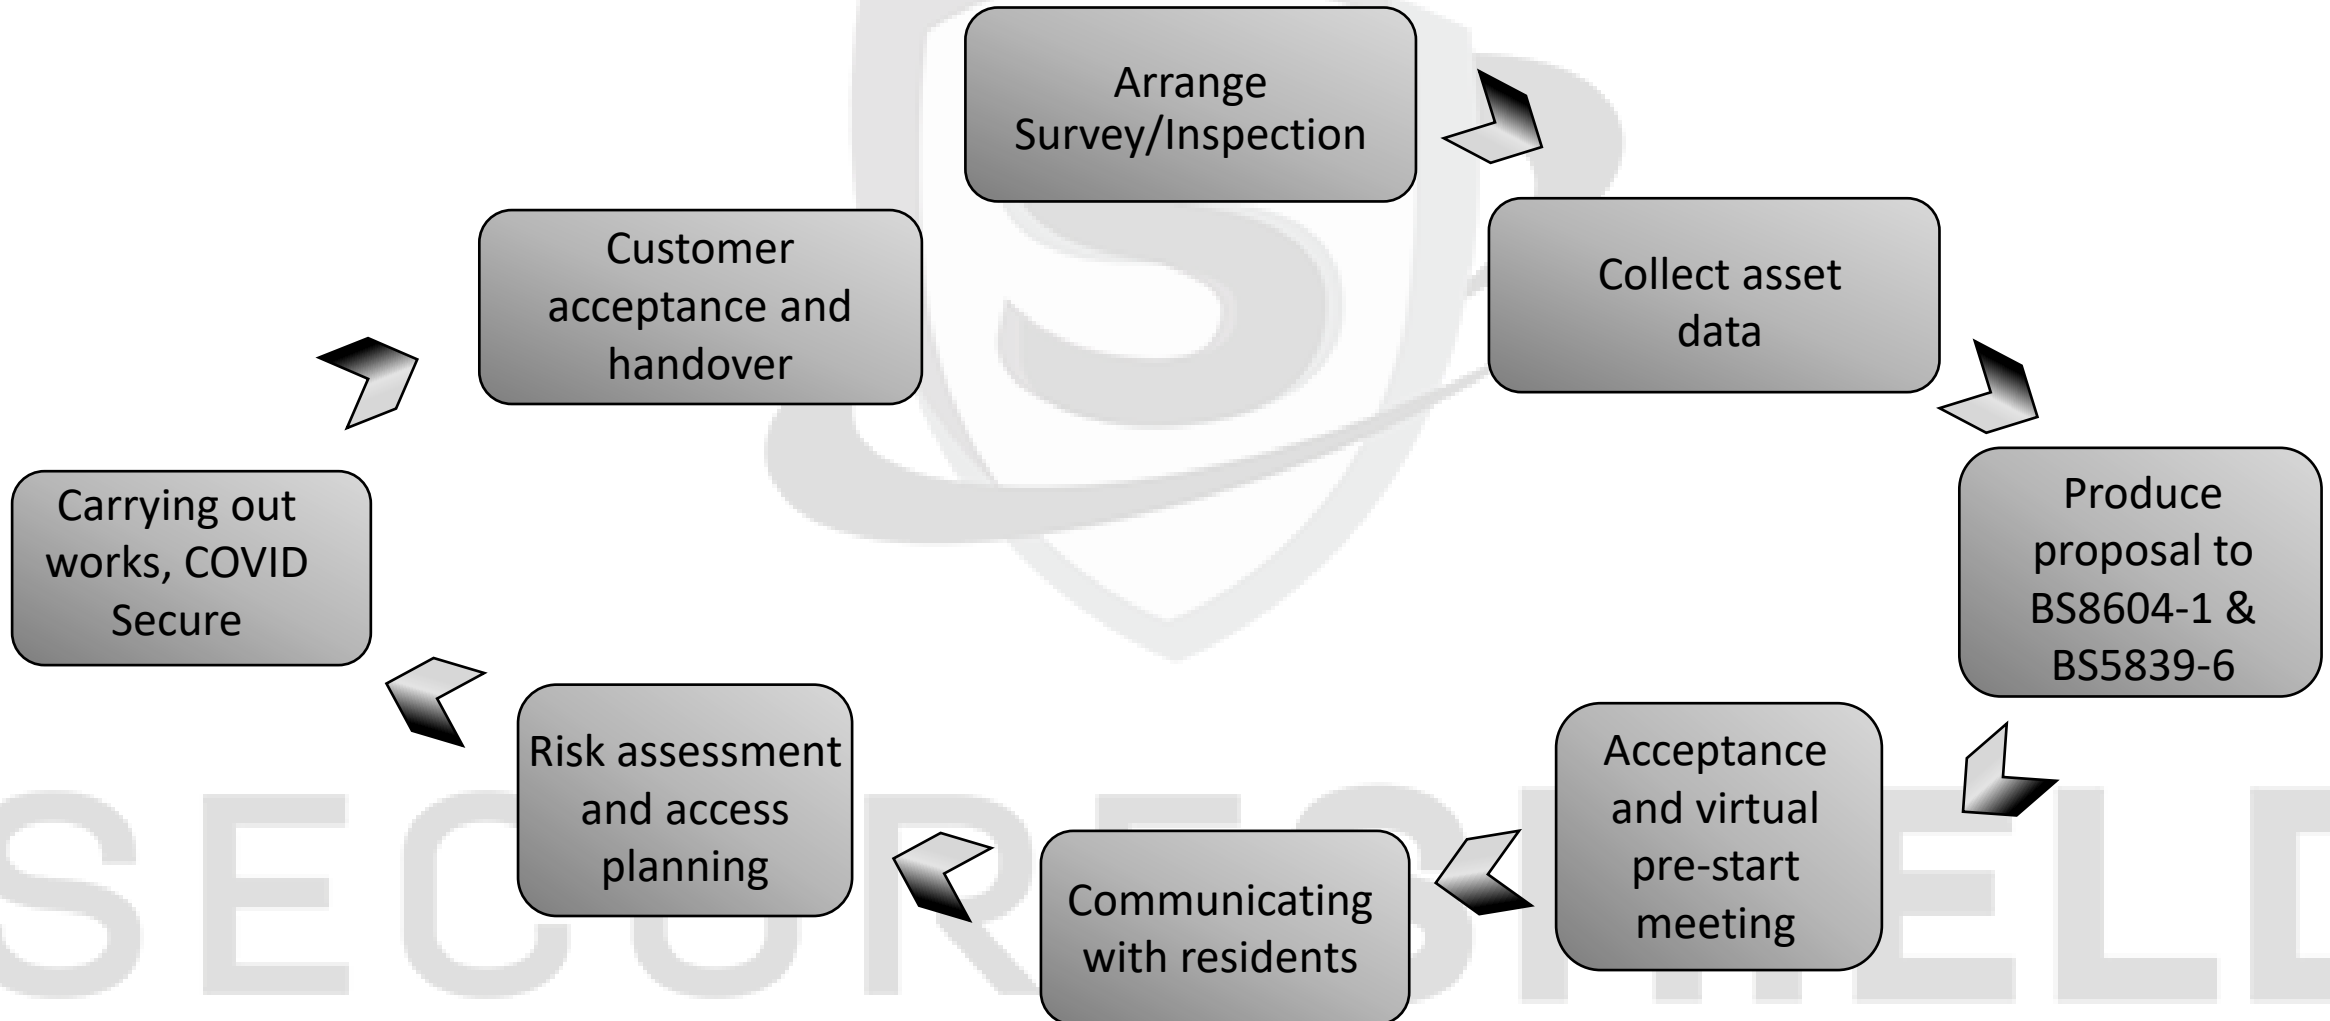 Arrange
Survey/Inspection
Collect asset
data
Produce
proposal to
BS8604-1 &
BS5839-6
Acceptance
and virtual
pre-start
meeting
Communicating
with residents
Risk assessment
and access
planning
Carrying out
works, COVID
Secure
Customer
acceptance and
handover
S
SECURESHIELD